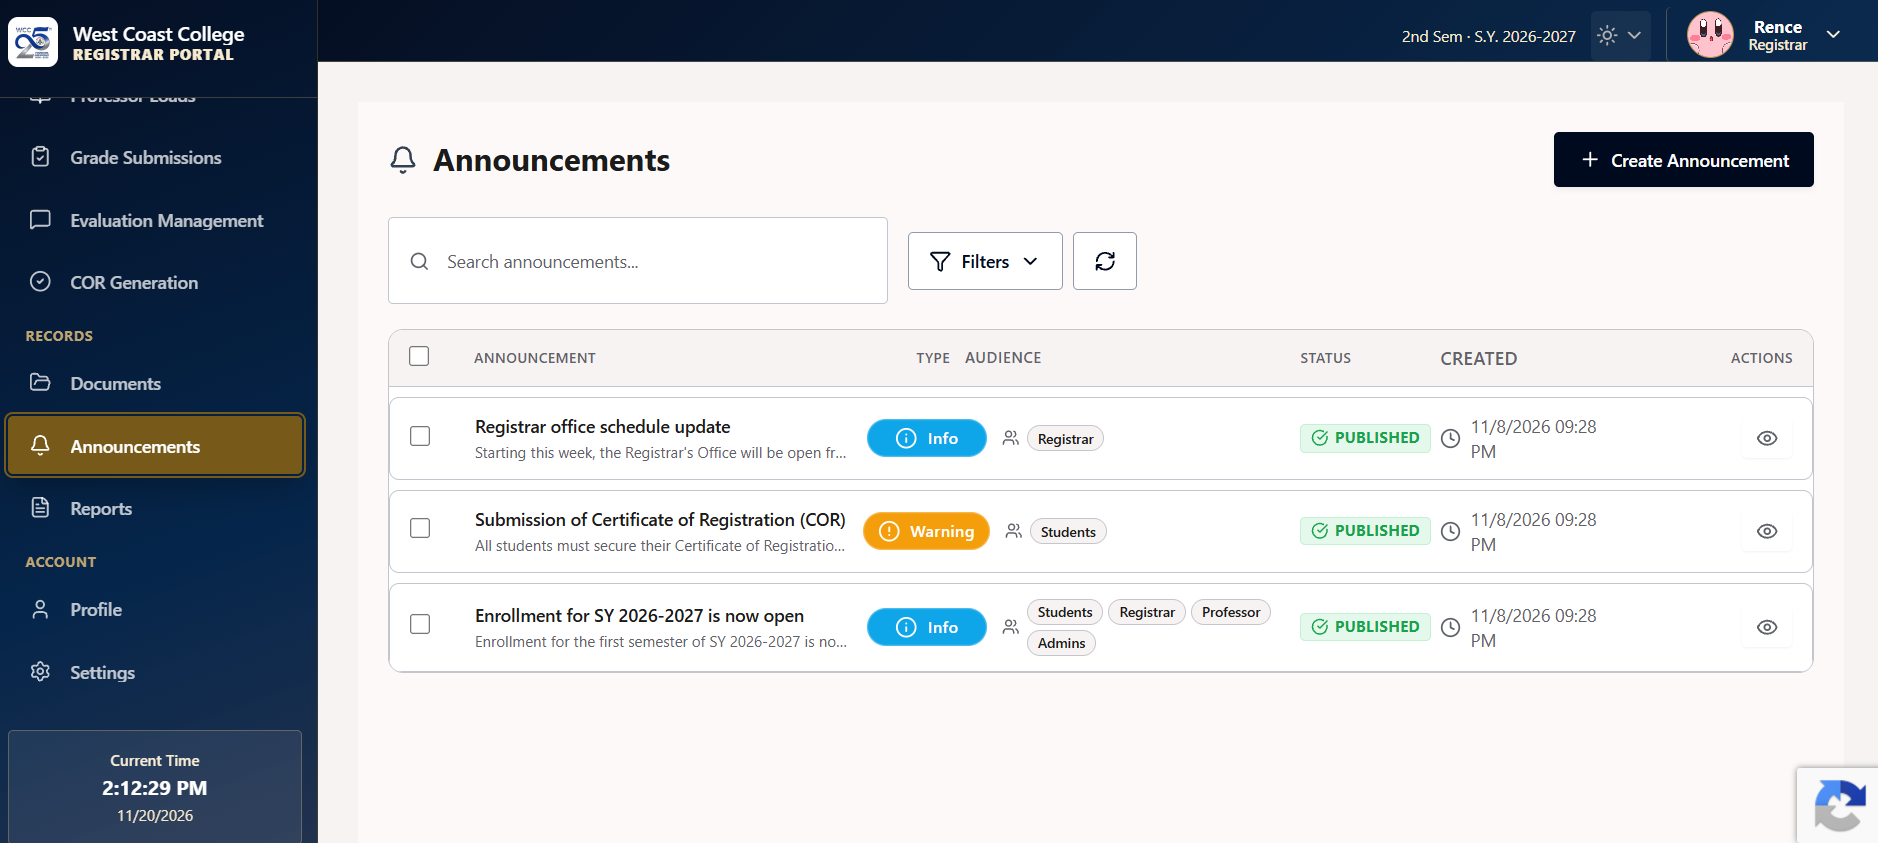 West Coast College
REGISTRAR PORTAL
2nd Sem · S.Y. 2026-2027
Rence
Registrar
Professor Loads
Grade Submissions
Evaluation Management
COR Generation
RECORDS
Documents
Announcements
Reports
ACCOUNT
Profile
Settings
Current Time
2:12:29 PM
11/20/2026
Announcements
Create Announcement
Search announcements...
Filters
ANNOUNCEMENT TYPE AUDIENCE STATUS CREATED ACTIONS
Registrar office schedule update
Starting this week, the Registrar's Office will be open fr...
Info
Registrar
PUBLISHED
11/8/2026 09:28
PM
Submission of Certificate of Registration (COR)
All students must secure their Certificate of Registratio...
Warning
Students
PUBLISHED
11/8/2026 09:28
PM
Enrollment for SY 2026-2027 is now open
Enrollment for the first semester of SY 2026-2027 is no...
Info
Students Registrar Professor
Admins
PUBLISHED
11/8/2026 09:28
PM